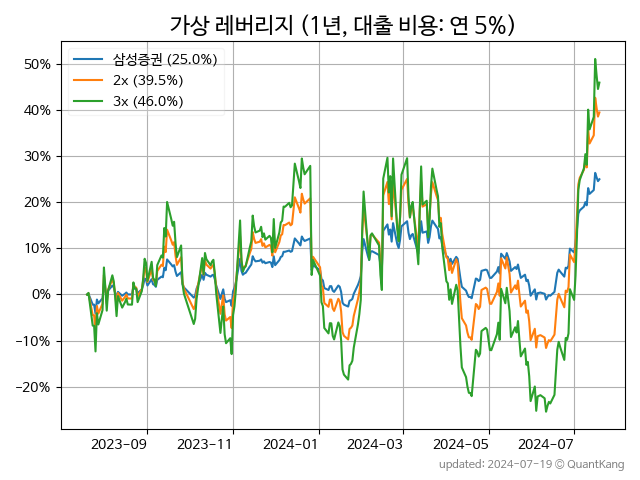 가상 레버리지 (1년, 대출 비용: 연 5%)
삼성증권 (25.0%)
2x (39.5%)
3x (46.0%)
50%
40%
30%
20%
10%
0%
−10%
−20%
2023-09
2023-11
2024-01
2024-03
2024-05
2024-07
updated: 2024-07-19 © QuantKang